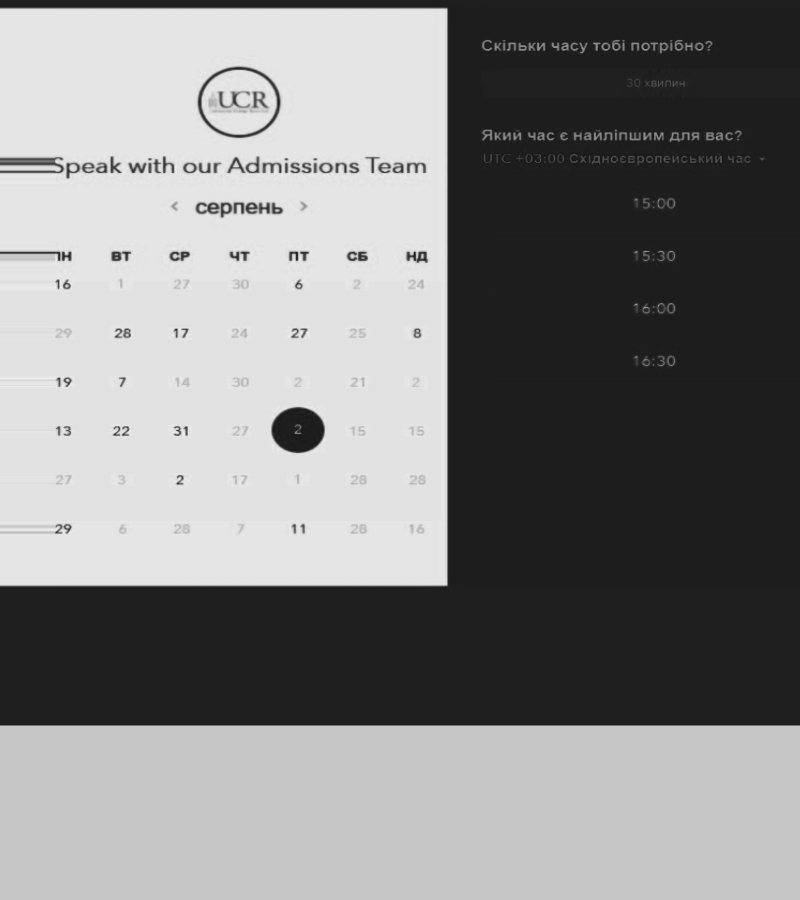 UCR
Speak with our Admissions Team
< серпень >
ПН ВТ СР ЧТ ПТ СБ НД
16 1 27 30 6 2 24
29 28 17 24 27 25 8
19 7 14 30 2 21 2
13 22 31 27 2 15 15
27 3 2 17 1 28 28
29 6 28 7 11 28 16
Скільки часу тобі потрібно?
30 хвилин
Який час є найліпшим для вас?
UTC +03:00 Східноєвропейський час
15:00
15:30
16:00
16:30